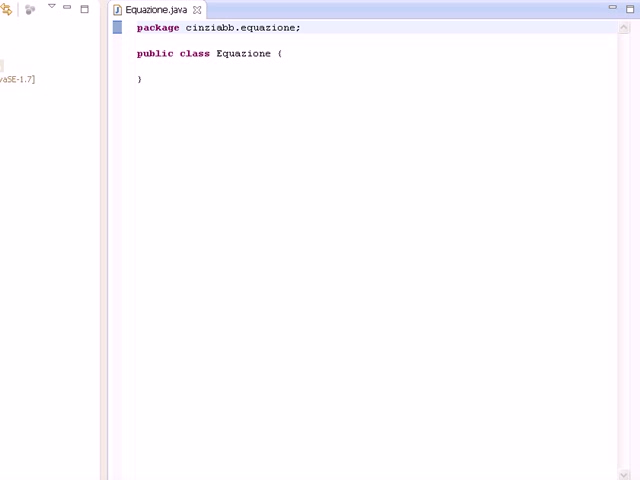 Equazione.java
package cinziabb.equazione;
public class Equazione {
}
vaSE-1.7]